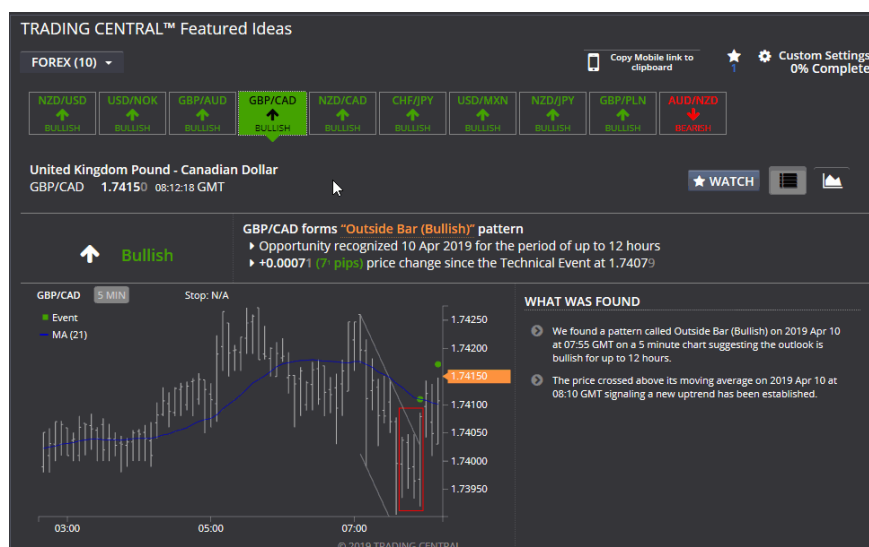 TRADING CENTRAL™ Featured Ideas
FOREX (10)
Copy Mobile link to
clipboard
1
Custom Settings
0% Complete
NZD/USD USD/NOK GBP/AUD GBP/CAD NZD/CAD CHF/JPY USD/MXN NZD/JPY GBP/PLN AUD/NZD
BULLISH BULLISH BULLISH BULLISH BULLISH BULLISH BULLISH BULLISH BULLISH BEARISH
United Kingdom Pound - Canadian Dollar
GBP/CAD 1.74150 08:12:18 GMT
WATCH
Bullish
GBP/CAD forms “Outside Bar (Bullish)” pattern
Opportunity recognized 10 Apr 2019 for the period of up to 12 hours
+0.00071 (7¹ pips) price change since the Technical Event at 1.74079
GBP/CAD 5 MIN Stop: N/A
Event
MA (21)
1.74250
1.74200
1.74150
1.74100
1.74050
1.74000
1.73950
03:00 05:00 07:00
© 2019 TRADING CENTRAL
WHAT WAS FOUND
We found a pattern called Outside Bar (Bullish) on 2019 Apr 10
at 07:55 GMT on a 5 minute chart suggesting the outlook is
bullish for up to 12 hours.
The price crossed above its moving average on 2019 Apr 10 at
08:10 GMT signaling a new uptrend has been established.